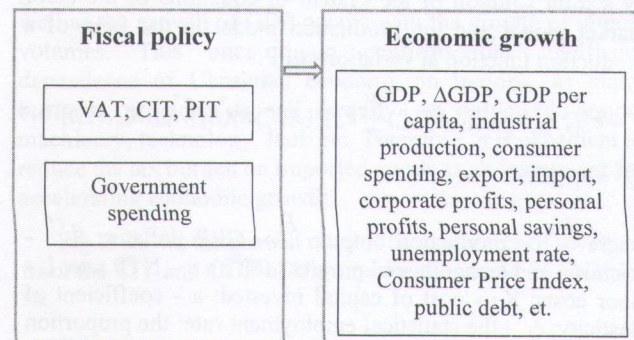 Fiscal policy
VAT, CIT, PIT
Government
spending
Economic growth
GDP, ΔGDP, GDP per
capita, industrial
production, consumer
spending, export, import,
corporate profits, personal
profits, personal savings,
unemployment rate,
Consumer Price Index,
public debt, et.